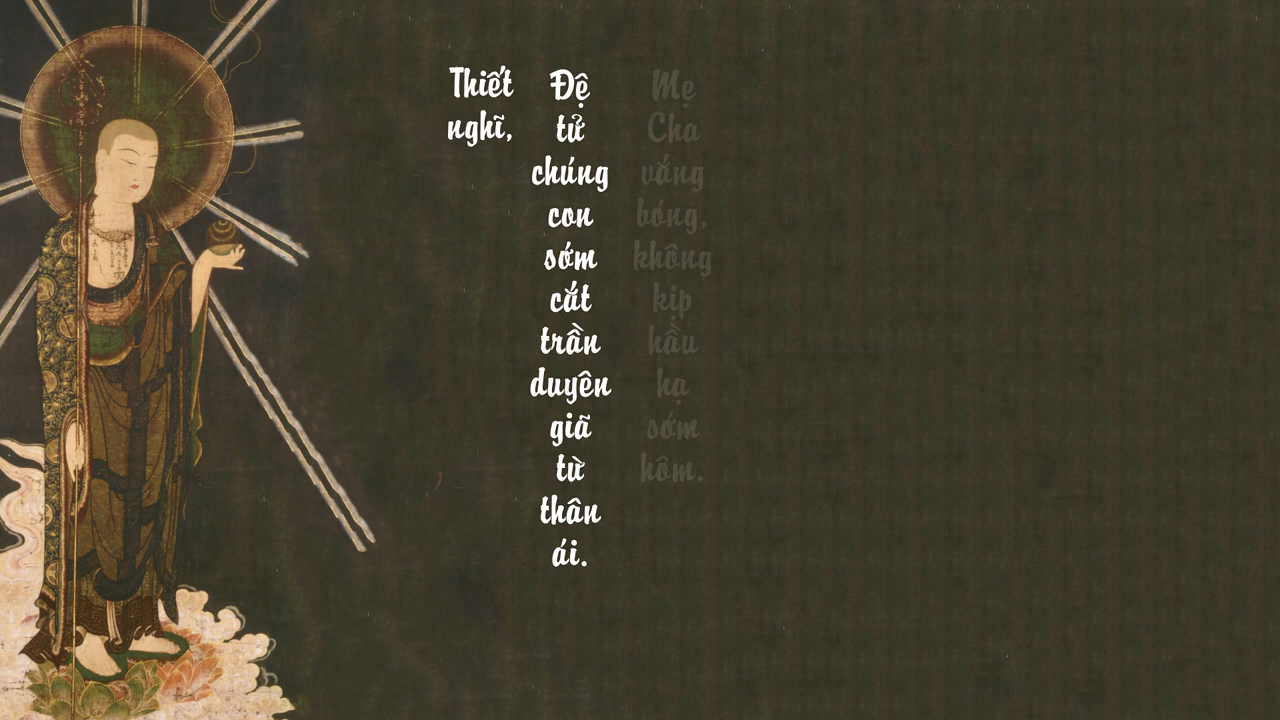 Thiết
nghĩ,
Đệ
tử
chúng
con
sớm
cắt
trần
duyên
giã
từ
thân
ái.
Mẹ
Cha
vắng
bóng,
không
kịp
hầu
hạ
sớm
hôm.